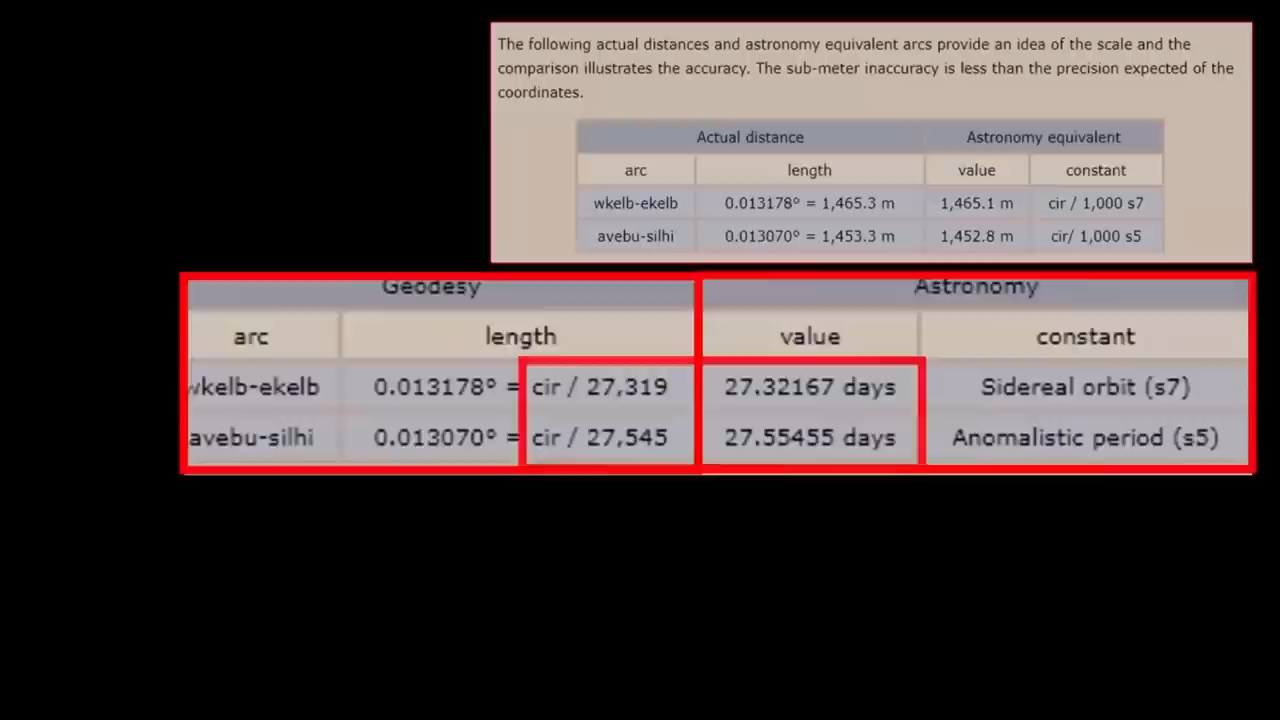 The following actual distances and astronomy equivalent arcs provide an idea of the scale and the
comparison illustrates the accuracy. The sub-meter inaccuracy is less than the precision expected of the
coordinates.
Actual distance Astronomy equivalent
arc length value constant
wkelb-ekelb 0.013178º = 1,465.3 m 1,465.1 m cir / 1,000 s7
avebu-silhi 0.013070º = 1,453.3 m 1,452.8 m cir/ 1,000 s5
Geodesy Astronomy
arc length value constant
wkelb-ekelb 0.013178º = cir / 27,319 27.32167 days Sidereal orbit (s7)
avebu-silhi 0.013070º = cir / 27,545 27.55455 days Anomalistic period (s5)